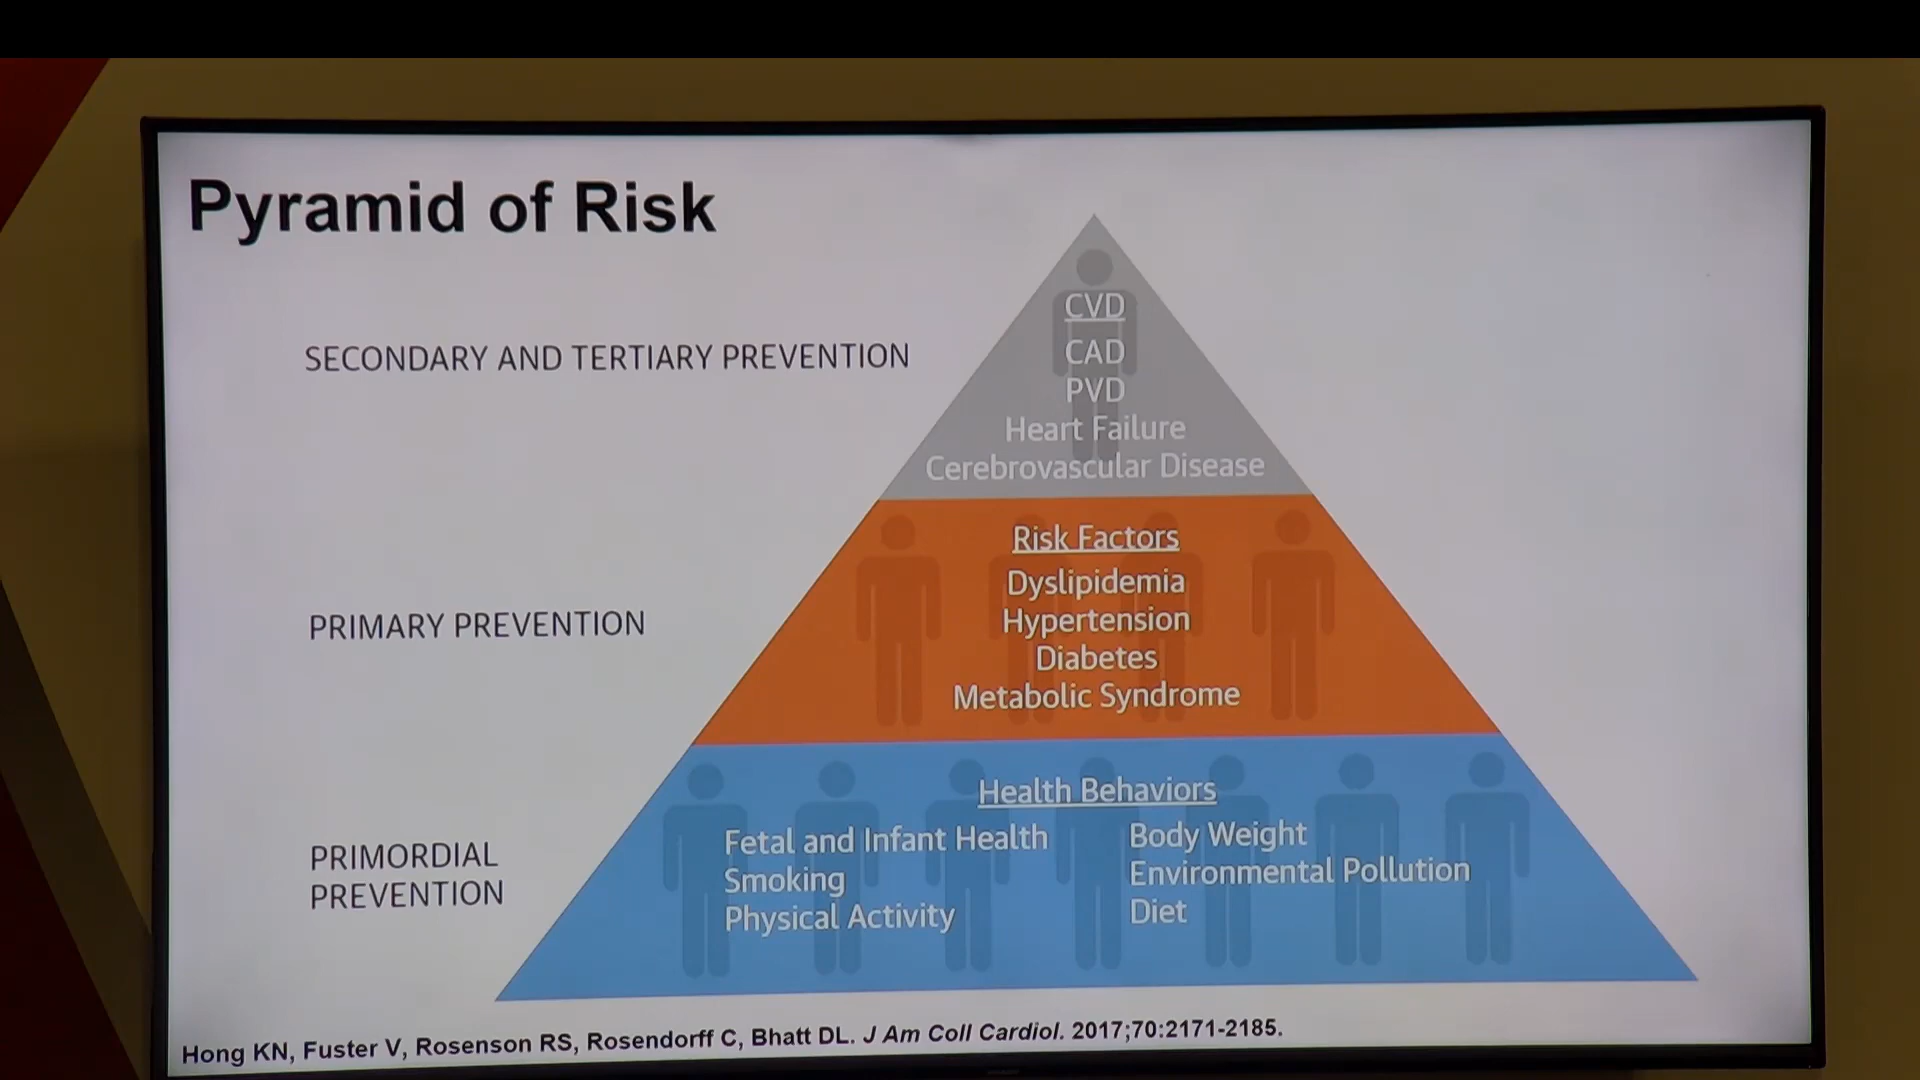 Pyramid of Risk
SECONDARY AND TERTIARY PREVENTION
CVD
CAD
PVD
Heart Failure
Cerebrovascular Disease
PRIMARY PREVENTION
Risk Factors
Dyslipidemia
Hypertension
Diabetes
Metabolic Syndrome
PRIMORDIAL
PREVENTION
Health Behaviors
Fetal and Infant Health
Smoking
Physical Activity
Body Weight
Environmental Pollution
Diet
Hong KN, Fuster V, Rosenson RS, Rosendorff C, Bhatt DL. J Am Coll Cardiol. 2017;70:2171-2185.